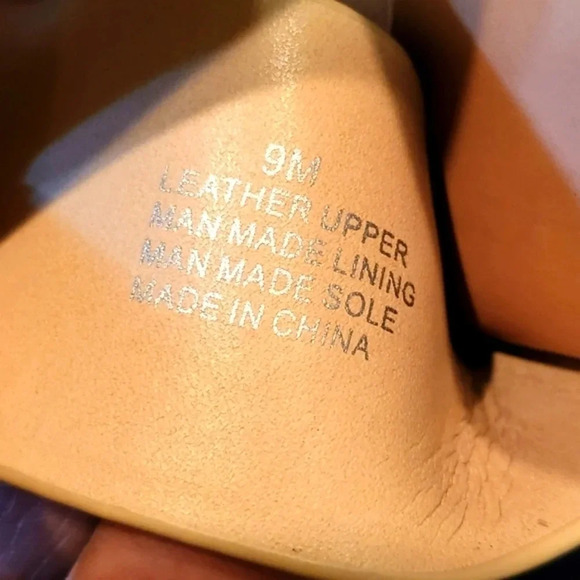 9M
LEATHER UPPER
MAN MADE LINING
MAN MADE SOLE
MADE IN CHINA